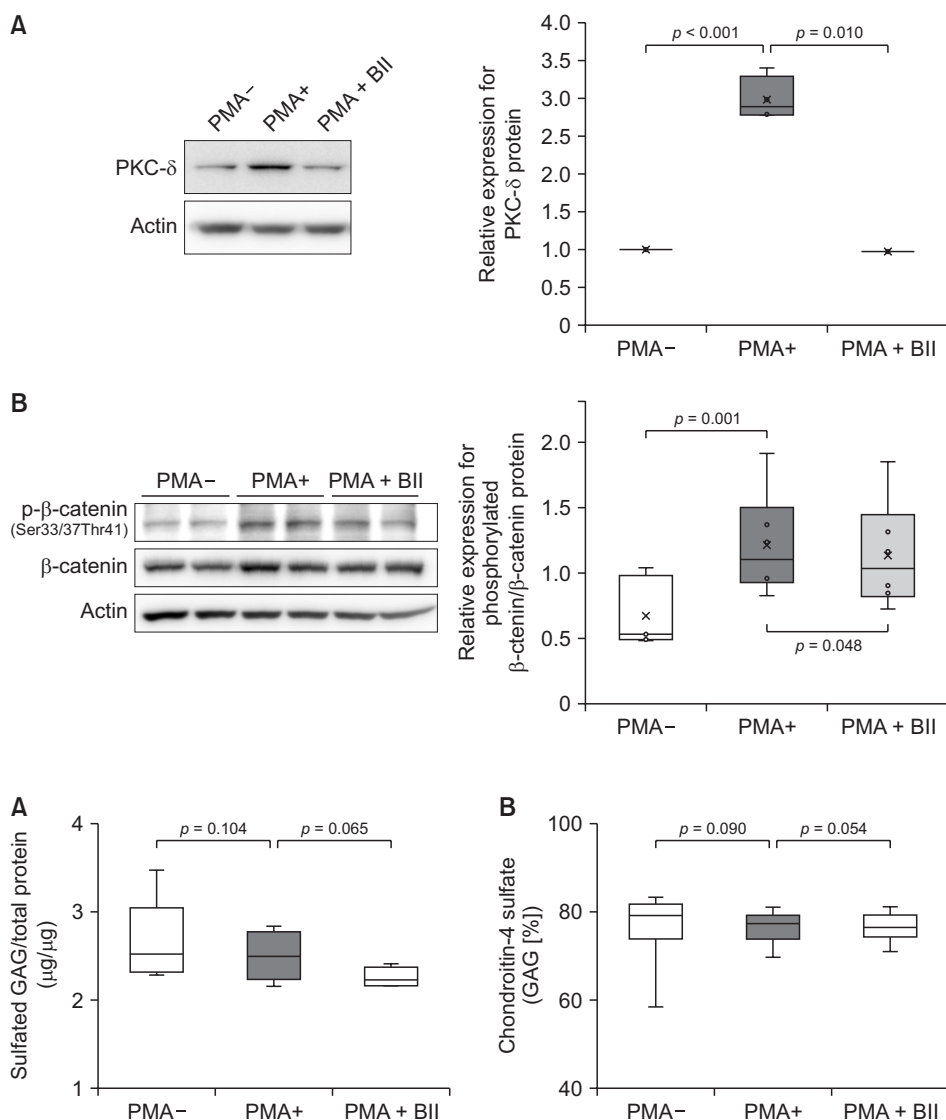 A
PMA−
PMA+
PMA + BII
PKC-δ
Actin
Relative expression for
PKC-δ protein
4.0
3.5
3.0
2.5
2.0
1.5
1.0
0.5
0
p < 0.001
p = 0.010
PMA−
PMA+
PMA + BII
B
PMA−
PMA+
PMA + BII
p-β-catenin
(Ser33/37Thr41)
β-catenin
Actin
Relative expression for
phosphorylated
β-ctenin/β-catenin protein
2.0
1.5
1.0
0.5
0
p = 0.001
p = 0.048
PMA−
PMA+
PMA + BII
A
Sulfated GAG/total protein
(μg/μg)
4
3
2
1
p = 0.104
p = 0.065
PMA−
PMA+
PMA + BII
B
Chondroitin-4 sulfate
(GAG [%])
100
80
60
40
p = 0.090
p = 0.054
PMA−
PMA+
PMA + BII